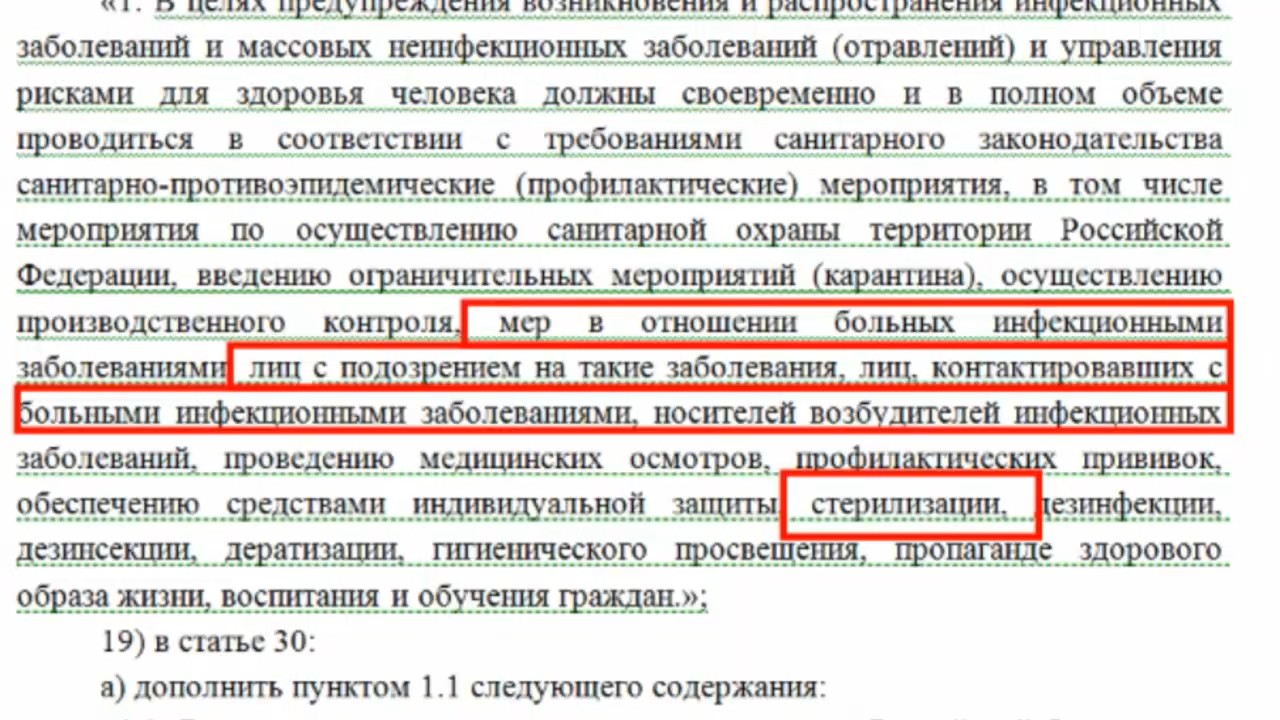 «1. В целях предупреждения возникновения и распространения инфекционных
заболеваний и массовых неинфекционных заболеваний (отравлений) и управления
рисками для здоровья человека должны своевременно и в полном объеме
проводиться в соответствии с требованиями санитарного законодательства
санитарно-противоэпидемические (профилактические) мероприятия, в том числе
мероприятия по осуществлению санитарной охраны территории Российской
Федерации, введению ограничительных мероприятий (карантина), осуществлению
производственного контроля, мер в отношении больных инфекционными
заболеваниями лиц с подозрением на такие заболевания, лиц, контактировавших с
больными инфекционными заболеваниями, носителей возбудителей инфекционных
заболеваний, проведению медицинских осмотров, профилактических прививок,
обеспечению средствами индивидуальной защиты, стерилизации, дезинфекции,
дезинсекции, дератизации, гигиенического просвещения, пропаганде здорового
образа жизни, воспитания и обучения граждан.»;
19) в статье 30:
а) дополнить пунктом 1.1 следующего содержания: